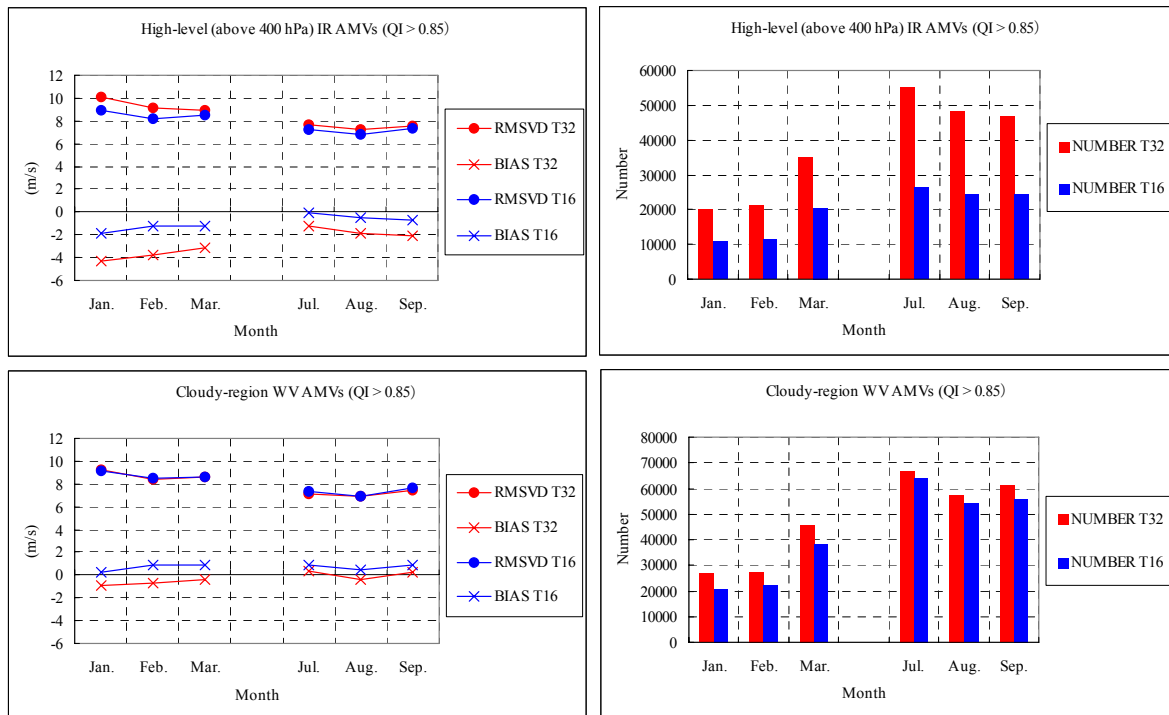 High-level (above 400 hPa) IR AMVs (QI > 0.85)
12
10
8
6
4
2
0
-2
-4
-6
(m/s)
Jan. Feb. Mar. Jul. Aug. Sep.
Month
RMSVD T32
BIAS T32
RMSVD T16
BIAS T16
High-level (above 400 hPa) IR AMVs (QI > 0.85)
60000
50000
40000
30000
20000
10000
0
Number
Jan. Feb. Mar. Jul. Aug. Sep.
Month
NUMBER T32
NUMBER T16
Cloudy-region WV AMVs (QI > 0.85)
12
10
8
6
4
2
0
-2
-4
-6
(m/s)
Jan. Feb. Mar. Jul. Aug. Sep.
Month
RMSVD T32
BIAS T32
RMSVD T16
BIAS T16
Cloudy-region WV AMVs (QI > 0.85)
80000
70000
60000
50000
40000
30000
20000
10000
0
Number
Jan. Feb. Mar. Jul. Aug. Sep.
Month
NUMBER T32
NUMBER T16